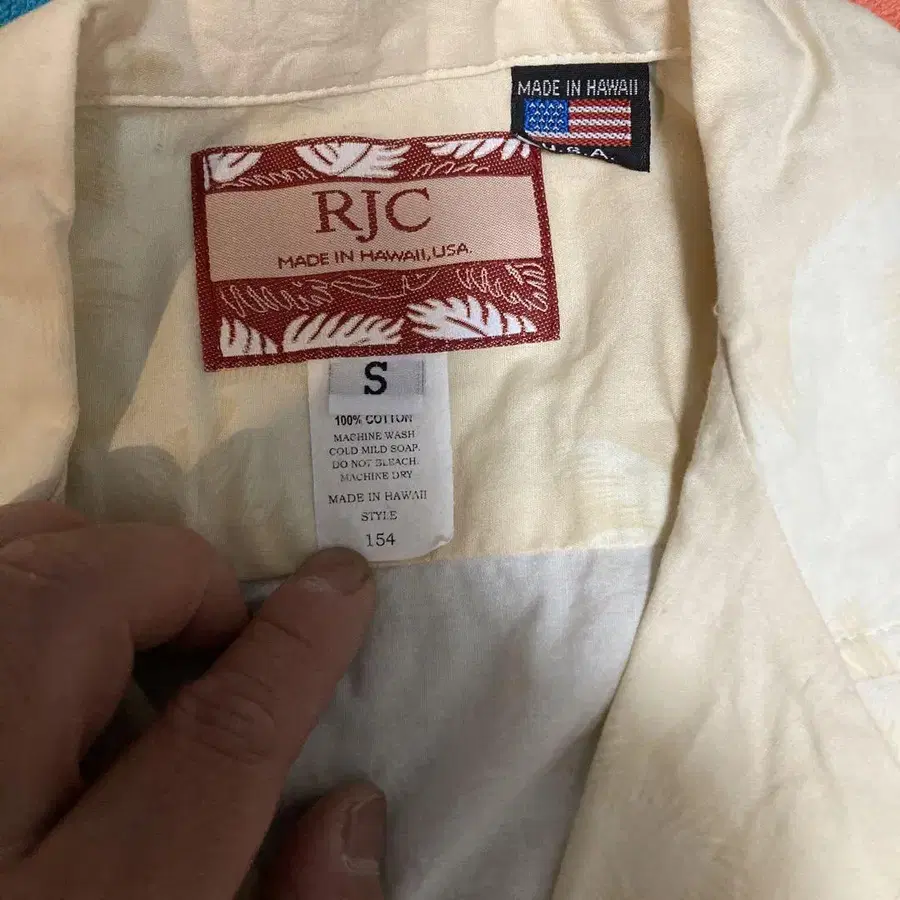 MADE IN HAWAII
U.S.A.
RJC
MADE IN HAWAII, USA.
S
100% COTTON
MACHINE WASH
COLD MILD SOAP.
DO NOT BLEACH.
MACHINE DRY
MADE IN HAWAII
STYLE
154